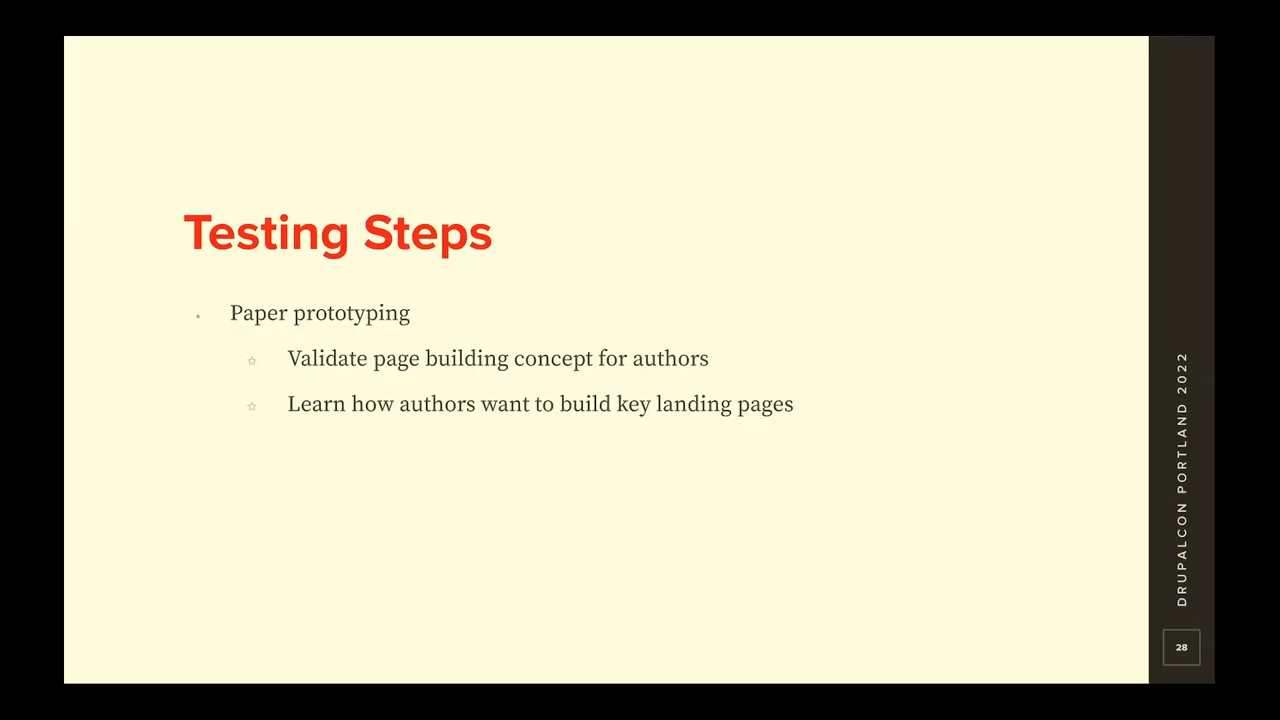 Testing Steps
Paper prototyping
Validate page building concept for authors
Learn how authors want to build key landing pages
DRUPALCON PORTLAND 2022
28